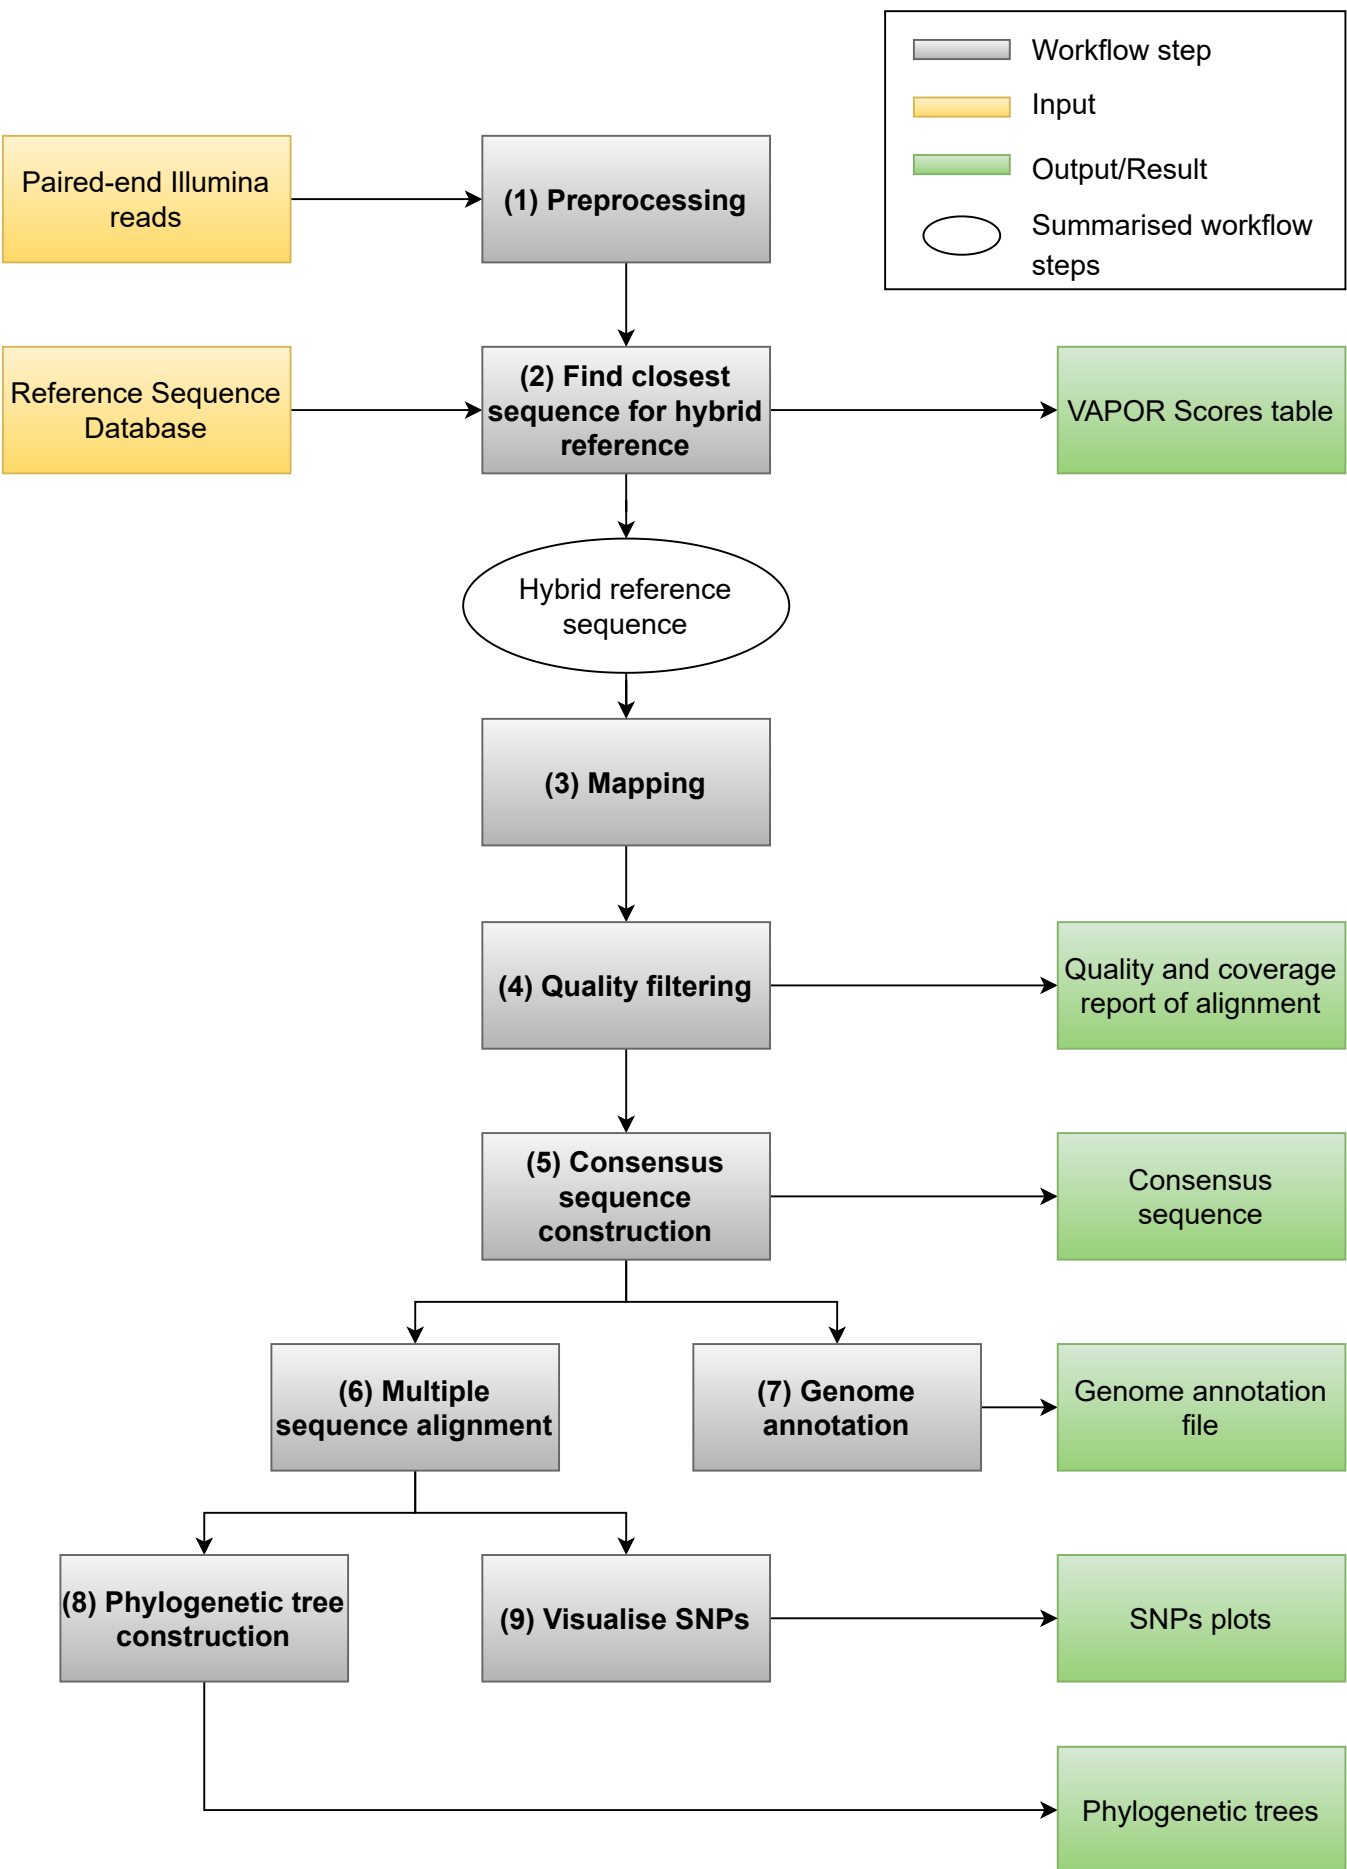 Workflow step
Input
Output/Result
Summarised workflow
steps
Paired-end Illumina
reads
(1) Preprocessing
Reference Sequence
Database
(2) Find closest
sequence for hybrid
reference
VAPOR Scores table
Hybrid reference
sequence
(3) Mapping
(4) Quality filtering
Quality and coverage
report of alignment
(5) Consensus
sequence
construction
Consensus
sequence
(6) Multiple
sequence alignment
(7) Genome
annotation
Genome annotation
file
(8) Phylogenetic tree
construction
(9) Visualise SNPs
SNPs plots
Phylogenetic trees